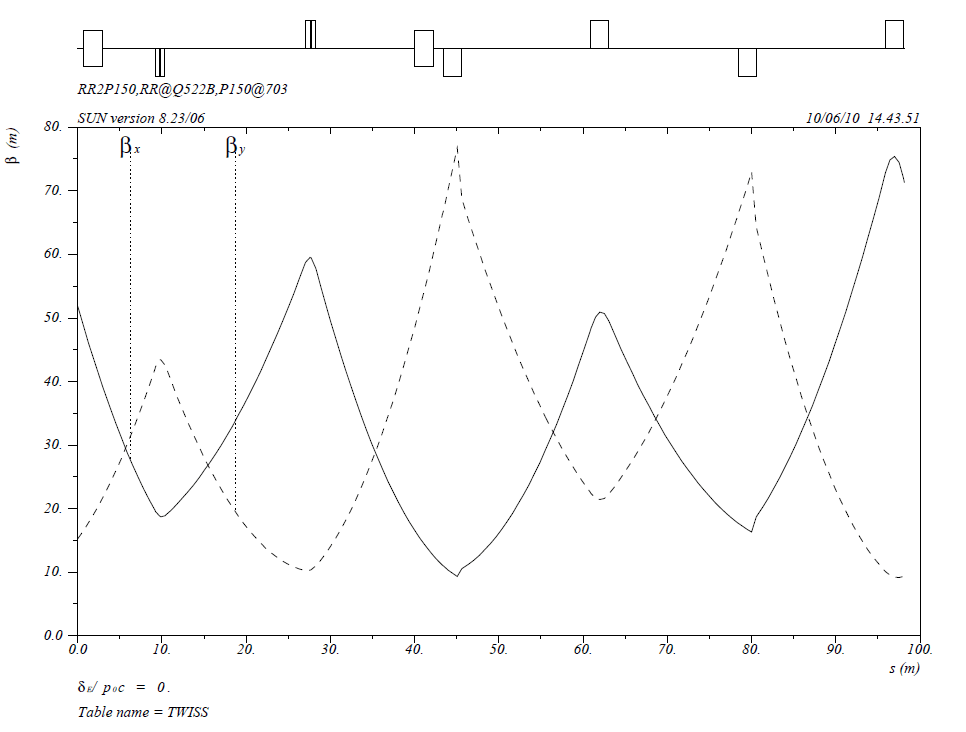 RR2P150,RR@Q522B,P150@703
SUN version 8.23/06 10/06/10 14.43.51
β (m)
βx βy
80.
70.
60.
50.
40.
30.
20.
10.
0.0
0.0 10. 20. 30. 40. 50. 60. 70. 80. 90. 100.
s (m)
δE/ p0c = 0.
Table name = TWISS